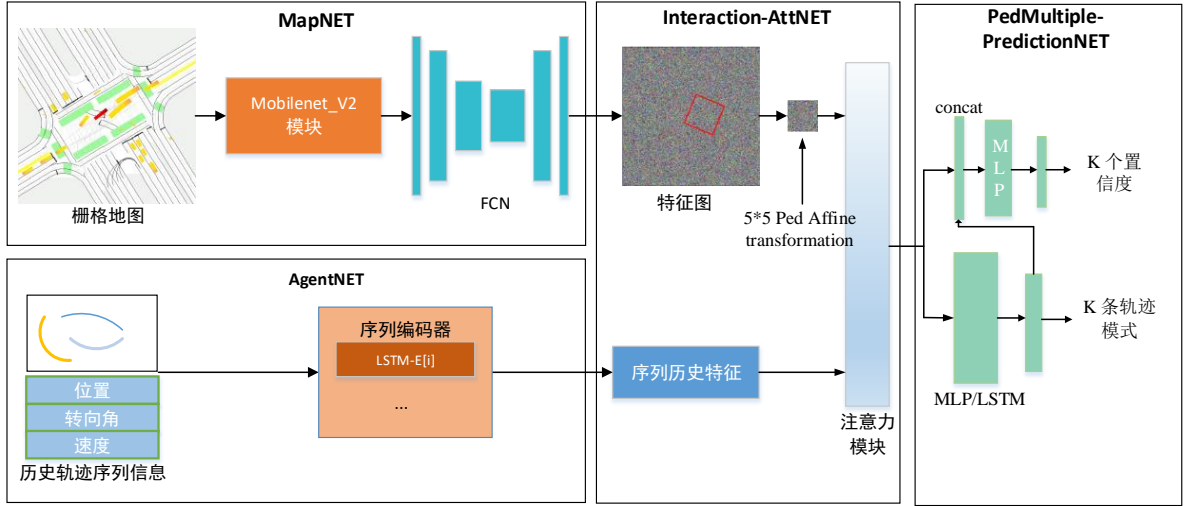 MapNET
Mobilenet_V2
模块
栅格地图
FCN
AgentNET
位置
转向角
速度
历史轨迹序列信息
序列编码器
LSTM-E[i]
...
Interaction-AttNET
特征图
5*5 Ped Affine
transformation
序列历史特征
注意力
模块
PedMultiple-
PredictionNET
concat
M
L
P
K 个置
信度
K 条轨迹
模式
MLP/LSTM